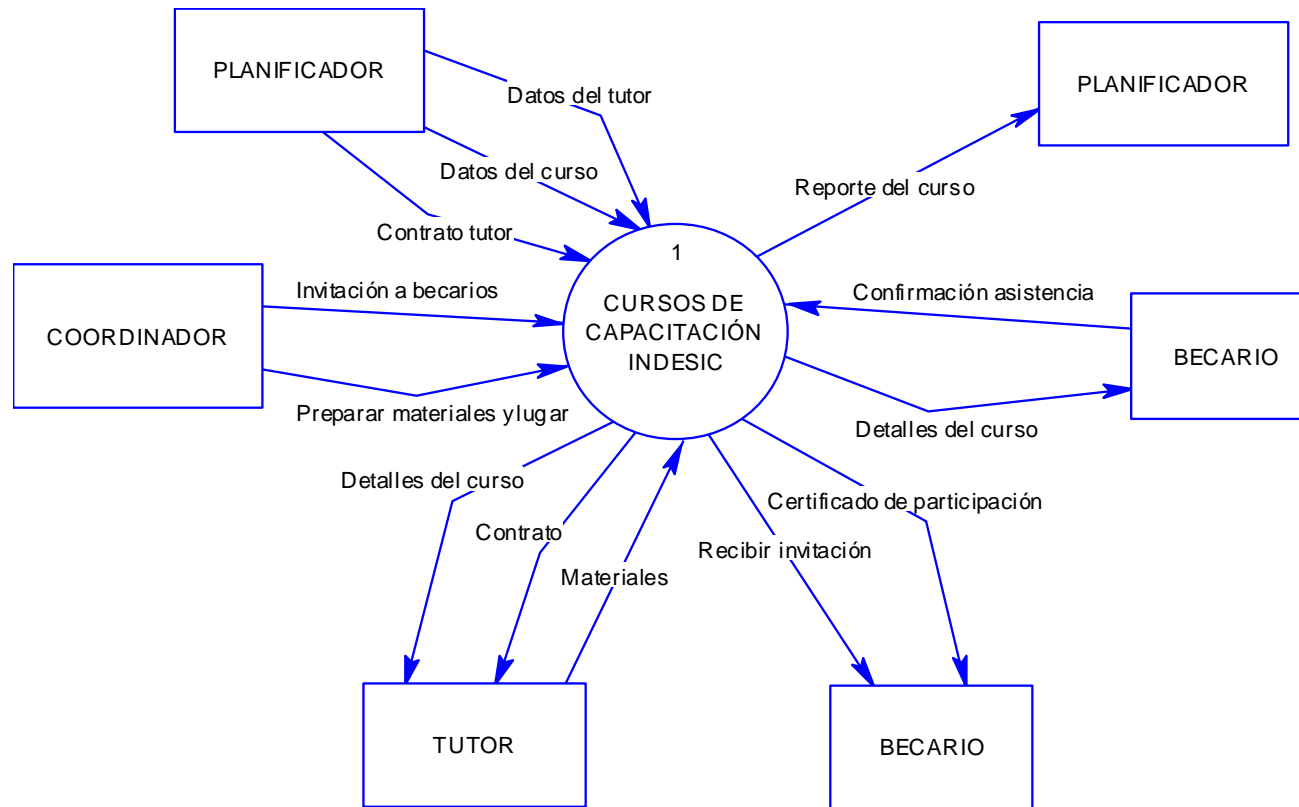 PLANIFICADOR
PLANIFICADOR
Datos del tutor
Datos del curso
Reporte del curso
Contrato tutor
1
CURSOS DE
CAPACITACIÓN
INDESIC
Invitación a becarios
Confirmación asistencia
COORDINADOR
BECARIO
Preparar materiales y lugar
Detalles del curso
Detalles del curso
Certificado de participación
Contrato
Recibir invitación
Materiales
TUTOR
BECARIO